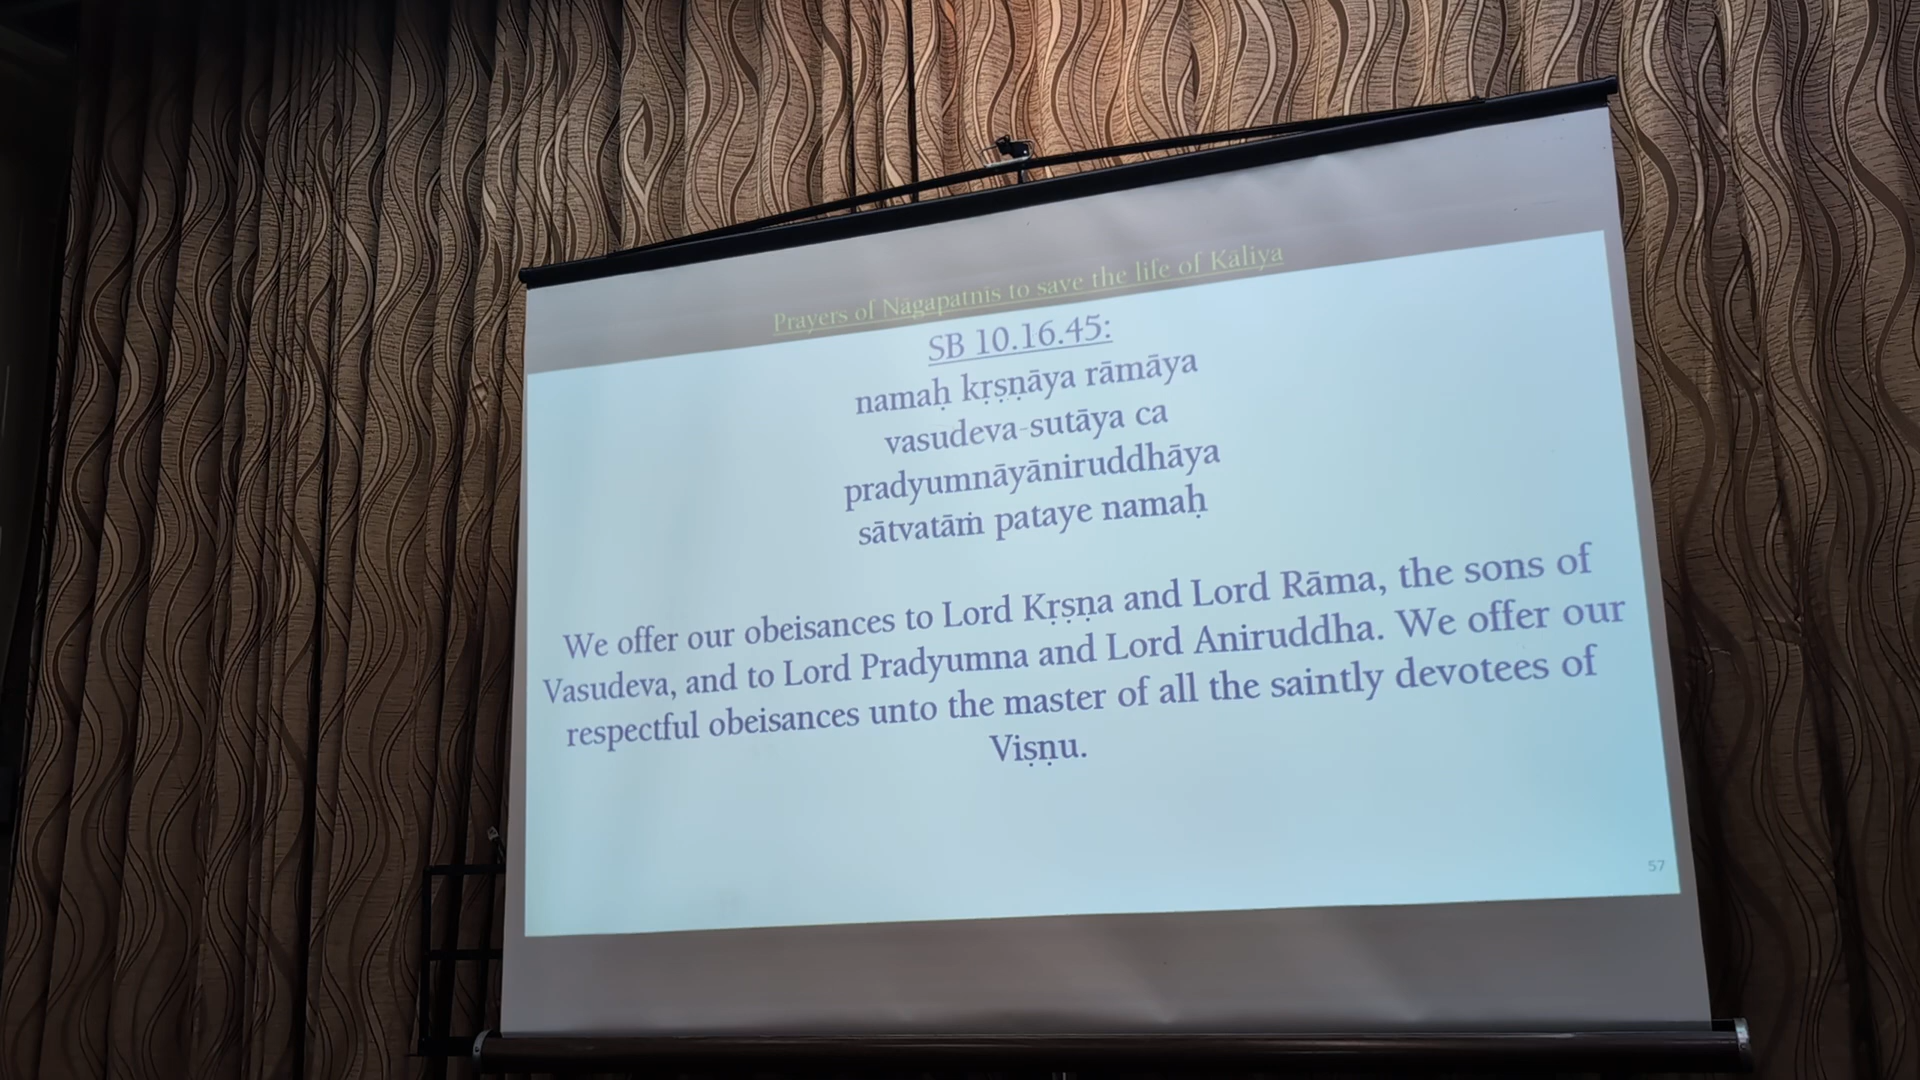 Prayers of Nāgapatnīs to save the life of Kāliya
SB 10.16.45:
namaḥ kṛṣṇāya rāmāya
vasudeva-sutāya ca
pradyumnāyāniruddhāya
sātvatāṁ pataye namaḥ
We offer our obeisances to Lord Kṛṣṇa and Lord Rāma, the sons of
Vasudeva, and to Lord Pradyumna and Lord Aniruddha. We offer our
respectful obeisances unto the master of all the saintly devotees of
Viṣṇu.
57